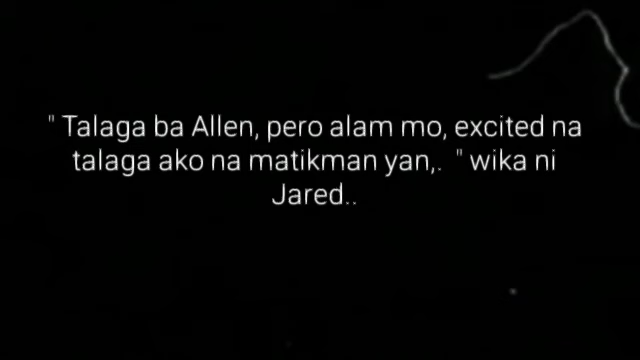 " Talaga ba Allen, pero alam mo, excited na
talaga ako na matikman yan,.  " wika ni
Jared..